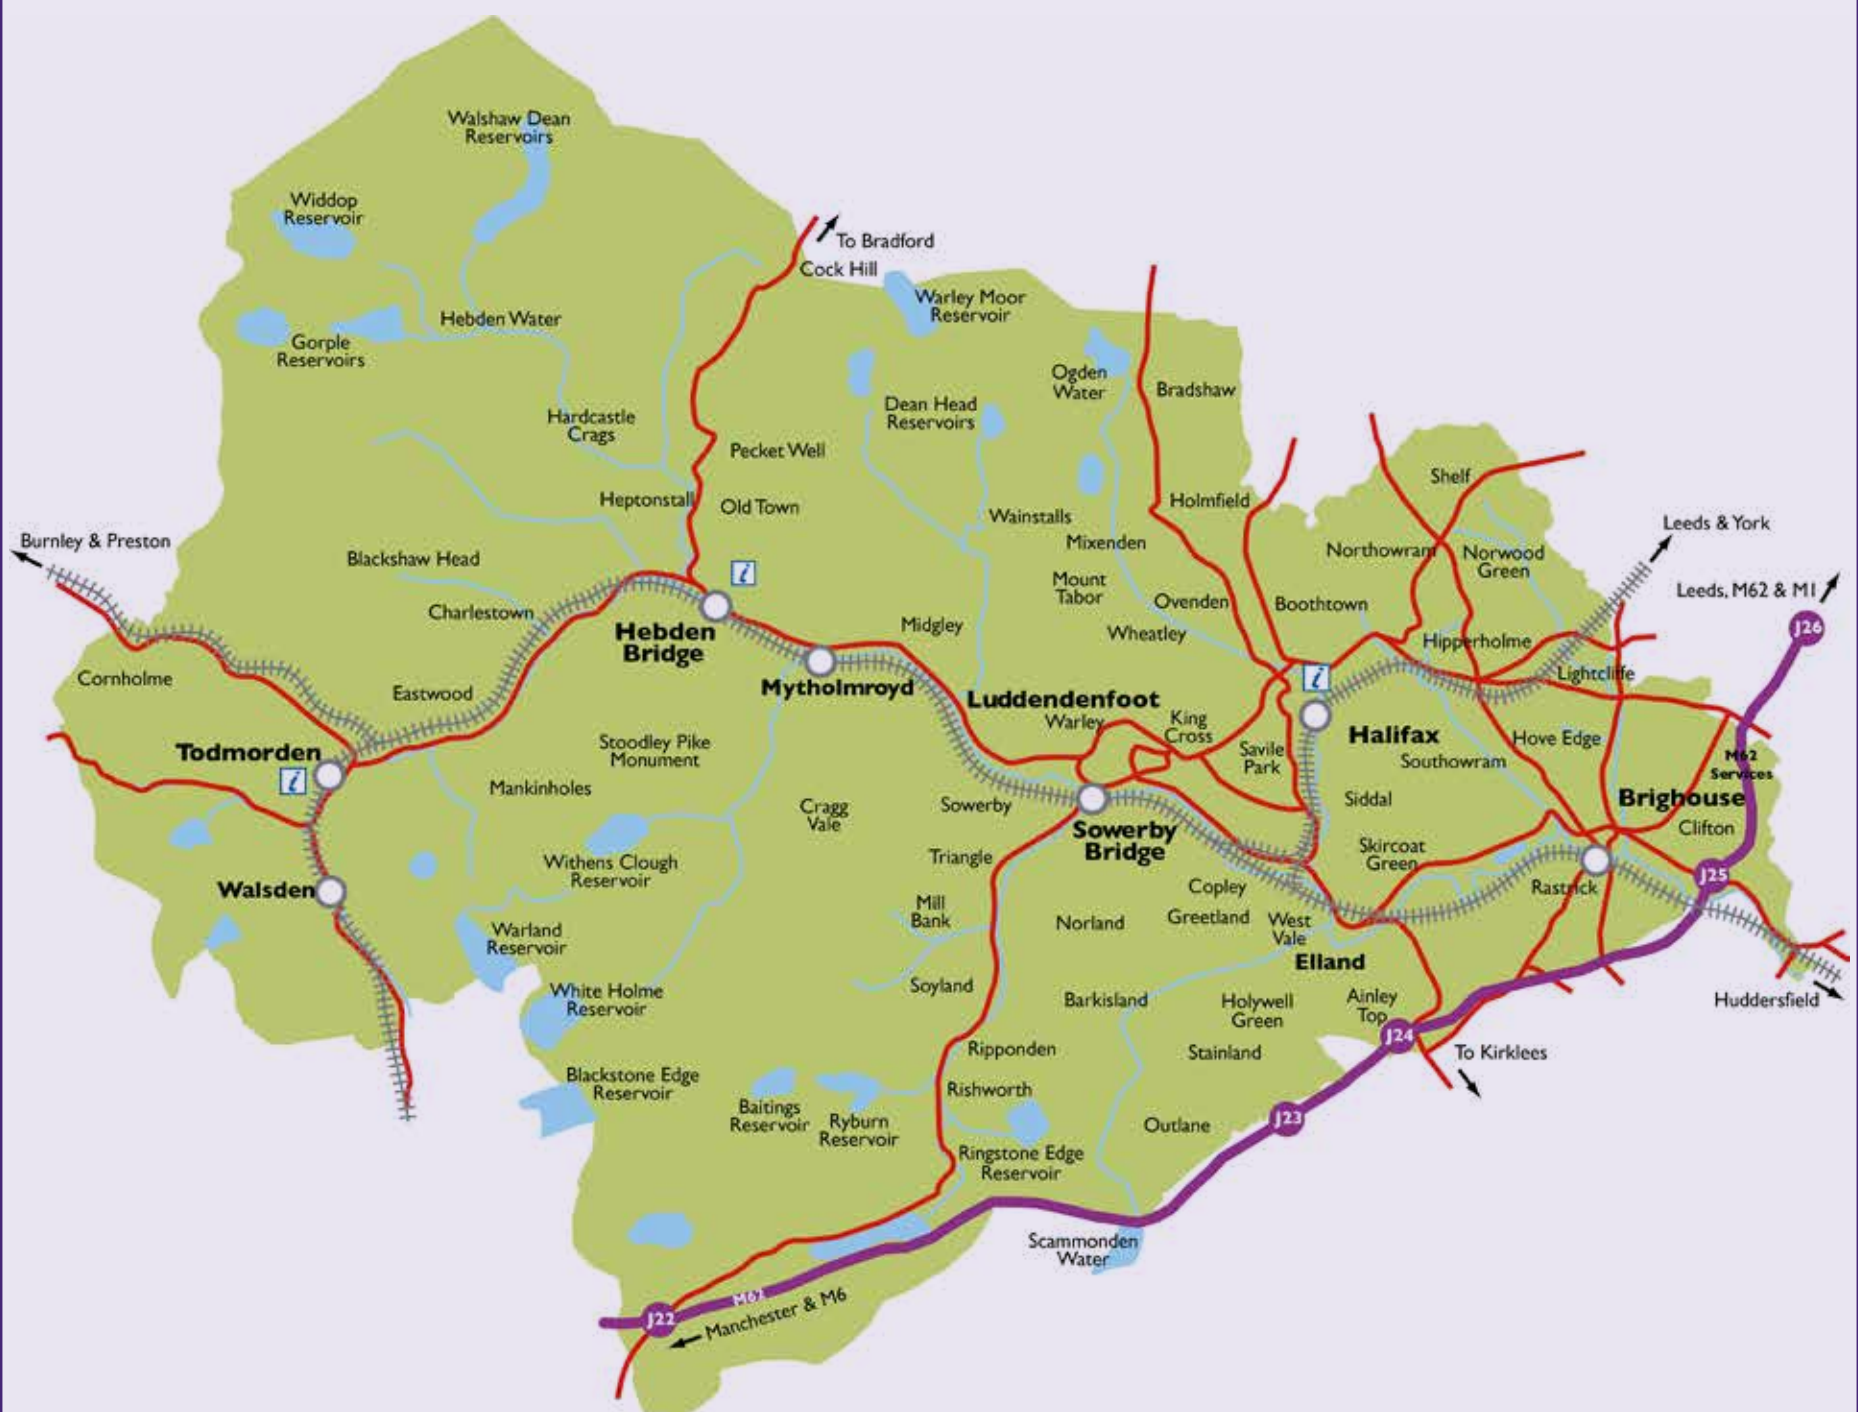 Walshaw Dean
Reservoirs
Widdop
Reservoir
To Bradford
Cock Hill
Warley Moor
Reservoir
Hebden Water
Gorple
Reservoirs
Ogden
Water
Bradshaw
Dean Head
Reservoirs
Hardcastle
Crags
Pecket Well
Shelf
Heptonstall
Old Town
Holmfield
Wainstalls
Leeds & York
Burnley & Preston
Mixenden
Northowram
Norwood
Green
Blackshaw Head
i
Mount
Tabor
Leeds, M62 & M1
Charlestown
Ovenden
Boothtown
J26
Hebden
Bridge
Midgley
Wheatley
Hipperholme
Cornholme
Eastwood
Mytholmroyd
i
Lightcliffe
Luddendenfoot
Warley
King
Cross
Halifax
Hove Edge
Todmorden
i
Stoodley Pike
Monument
Savile
Park
Southowram
M62
Services
Mankinholes
Cragg
Vale
Sowerby
Siddal
Brighouse
Clifton
Sowerby
Bridge
Triangle
Skircoat
Green
Withens Clough
Reservoir
Walsden
Copley
Rastrick
J25
Mill
Bank
Norland
Greetland
West
Vale
Warland
Reservoir
Elland
White Holme
Reservoir
Soyland
Barkisland
Holywell
Green
Ainley
Top
Huddersfield
J24
Ripponden
Stainland
To Kirklees
Blackstone Edge
Reservoir
Rishworth
Baitings
Reservoir
Ryburn
Reservoir
J23
Outlane
Ringstone Edge
Reservoir
Scammonden
Water
M62
J22
Manchester & M6